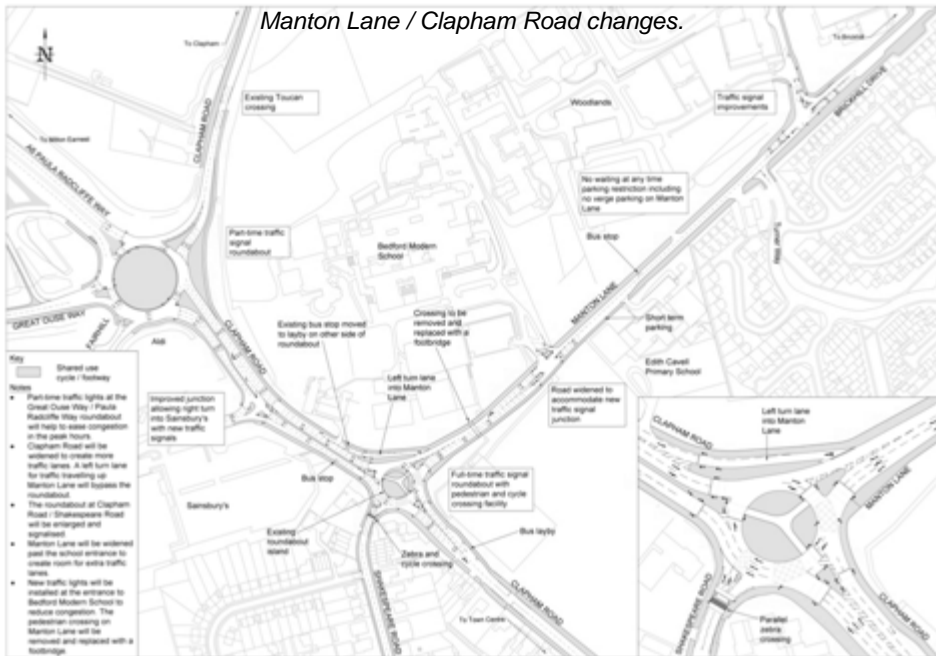 Manton Lane / Clapham Road changes.
To Clapham
N
CLAPHAM ROAD
Existing Toucan
crossing
To Milton Earnest
A6 PAULA RADCLIFFE WAY
Part-time traffic
signal
roundabout
Woodlands
Traffic signal
improvements
To Brickhill
BRICKHILL DRIVE
No waiting at any time
parking restriction including
no verge parking on Manton
Lane
Bus stop
Turner Way
Bedford Modern
School
MANTON LANE
GREAT OUSE WAY
FAIRHILL
Aldi
CLAPHAM ROAD
Existing bus stop moved
to layby on other side of
roundabout
Crossing to be
removed and
replaced with a
footbridge
Short term
parking
Edith Cavell
Primary School
Left turn lane
into Manton
Lane
Road widened to
accommodate new
traffic signal
junction
Improved junction
allowing right turn
into Sainsbury's
with new traffic
signals
Bus stop
Sainsbury's
Full-time traffic signal
roundabout with
pedestrian and cycle
crossing facility
Existing
roundabout
island
Zebra and
cycle crossing
Bus layby
SHAKESPEARE ROAD
CLAPHAM ROAD
To Town Centre
Key
Shared use
cycle / footway
Notes
• Part-time traffic lights at the
Great Ouse Way / Paula
Radcliffe Way roundabout
will help to ease congestion
in the peak hours.
• Clapham Road will be
widened to create more
traffic lanes. A left turn lane
for traffic travelling up
Manton Lane will bypass the
roundabout.
• The roundabout at Clapham
Road / Shakespeare Road
will be enlarged and
signalised.
• Manton Lane will be widened
past the school entrance to
create room for extra traffic
lanes.
• New traffic lights will be
installed at the entrance to
Bedford Modern School to
reduce congestion. The
pedestrian crossing on
Manton Lane will be
removed and replaced with a
footbridge.
Left turn lane
into Manton
Lane
CLAPHAM ROAD
MANTON LANE
SHAKESPEARE ROAD
Parallel
zebra
crossing
CLAPHAM ROAD